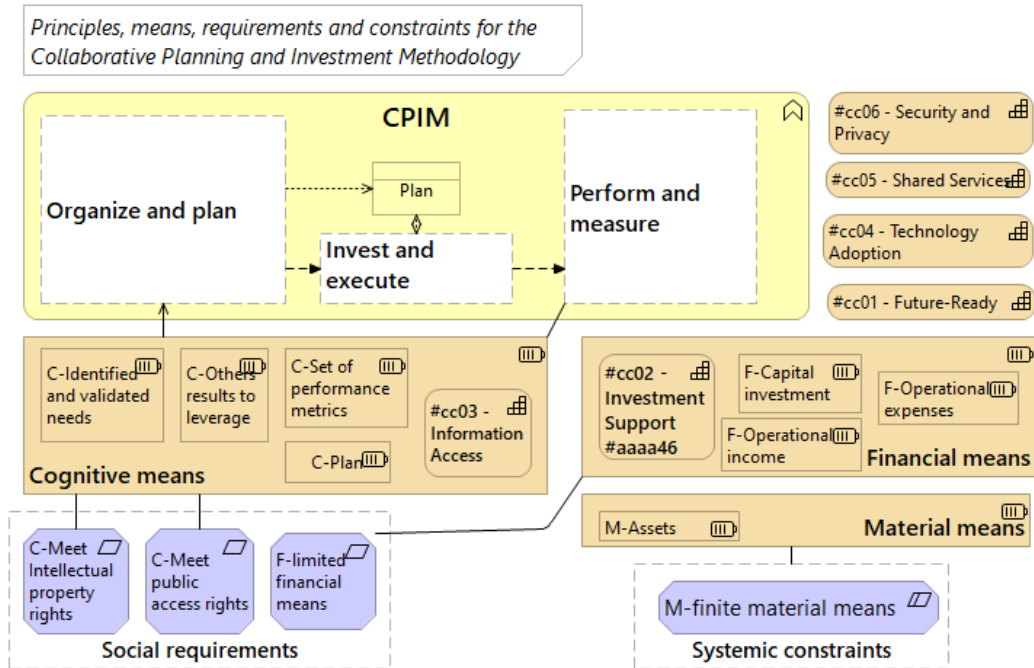 Principles, means, requirements and constraints for the
Collaborative Planning and Investment Methodology
CPIM
Organize and plan
Plan
Invest and
execute
Perform and
measure
#cc06 - Security and
Privacy
#cc05 - Shared Services
#cc04 - Technology
Adoption
#cc01 - Future-Ready
C-Identified
and validated
needs
C-Others
results to
leverage
C-Set of
performance
metrics
C-Plan
#cc03 -
Information
Access
Cognitive means
#cc02 -
Investment
Support
#aaaa46
F-Capital
investment
F-Operational
income
F-Operational
expenses
Financial means
M-Assets
Material means
C-Meet
Intellectual
property
rights
C-Meet
public
access rights
F-limited
financial
means
Social requirements
M-finite material means
Systemic constraints